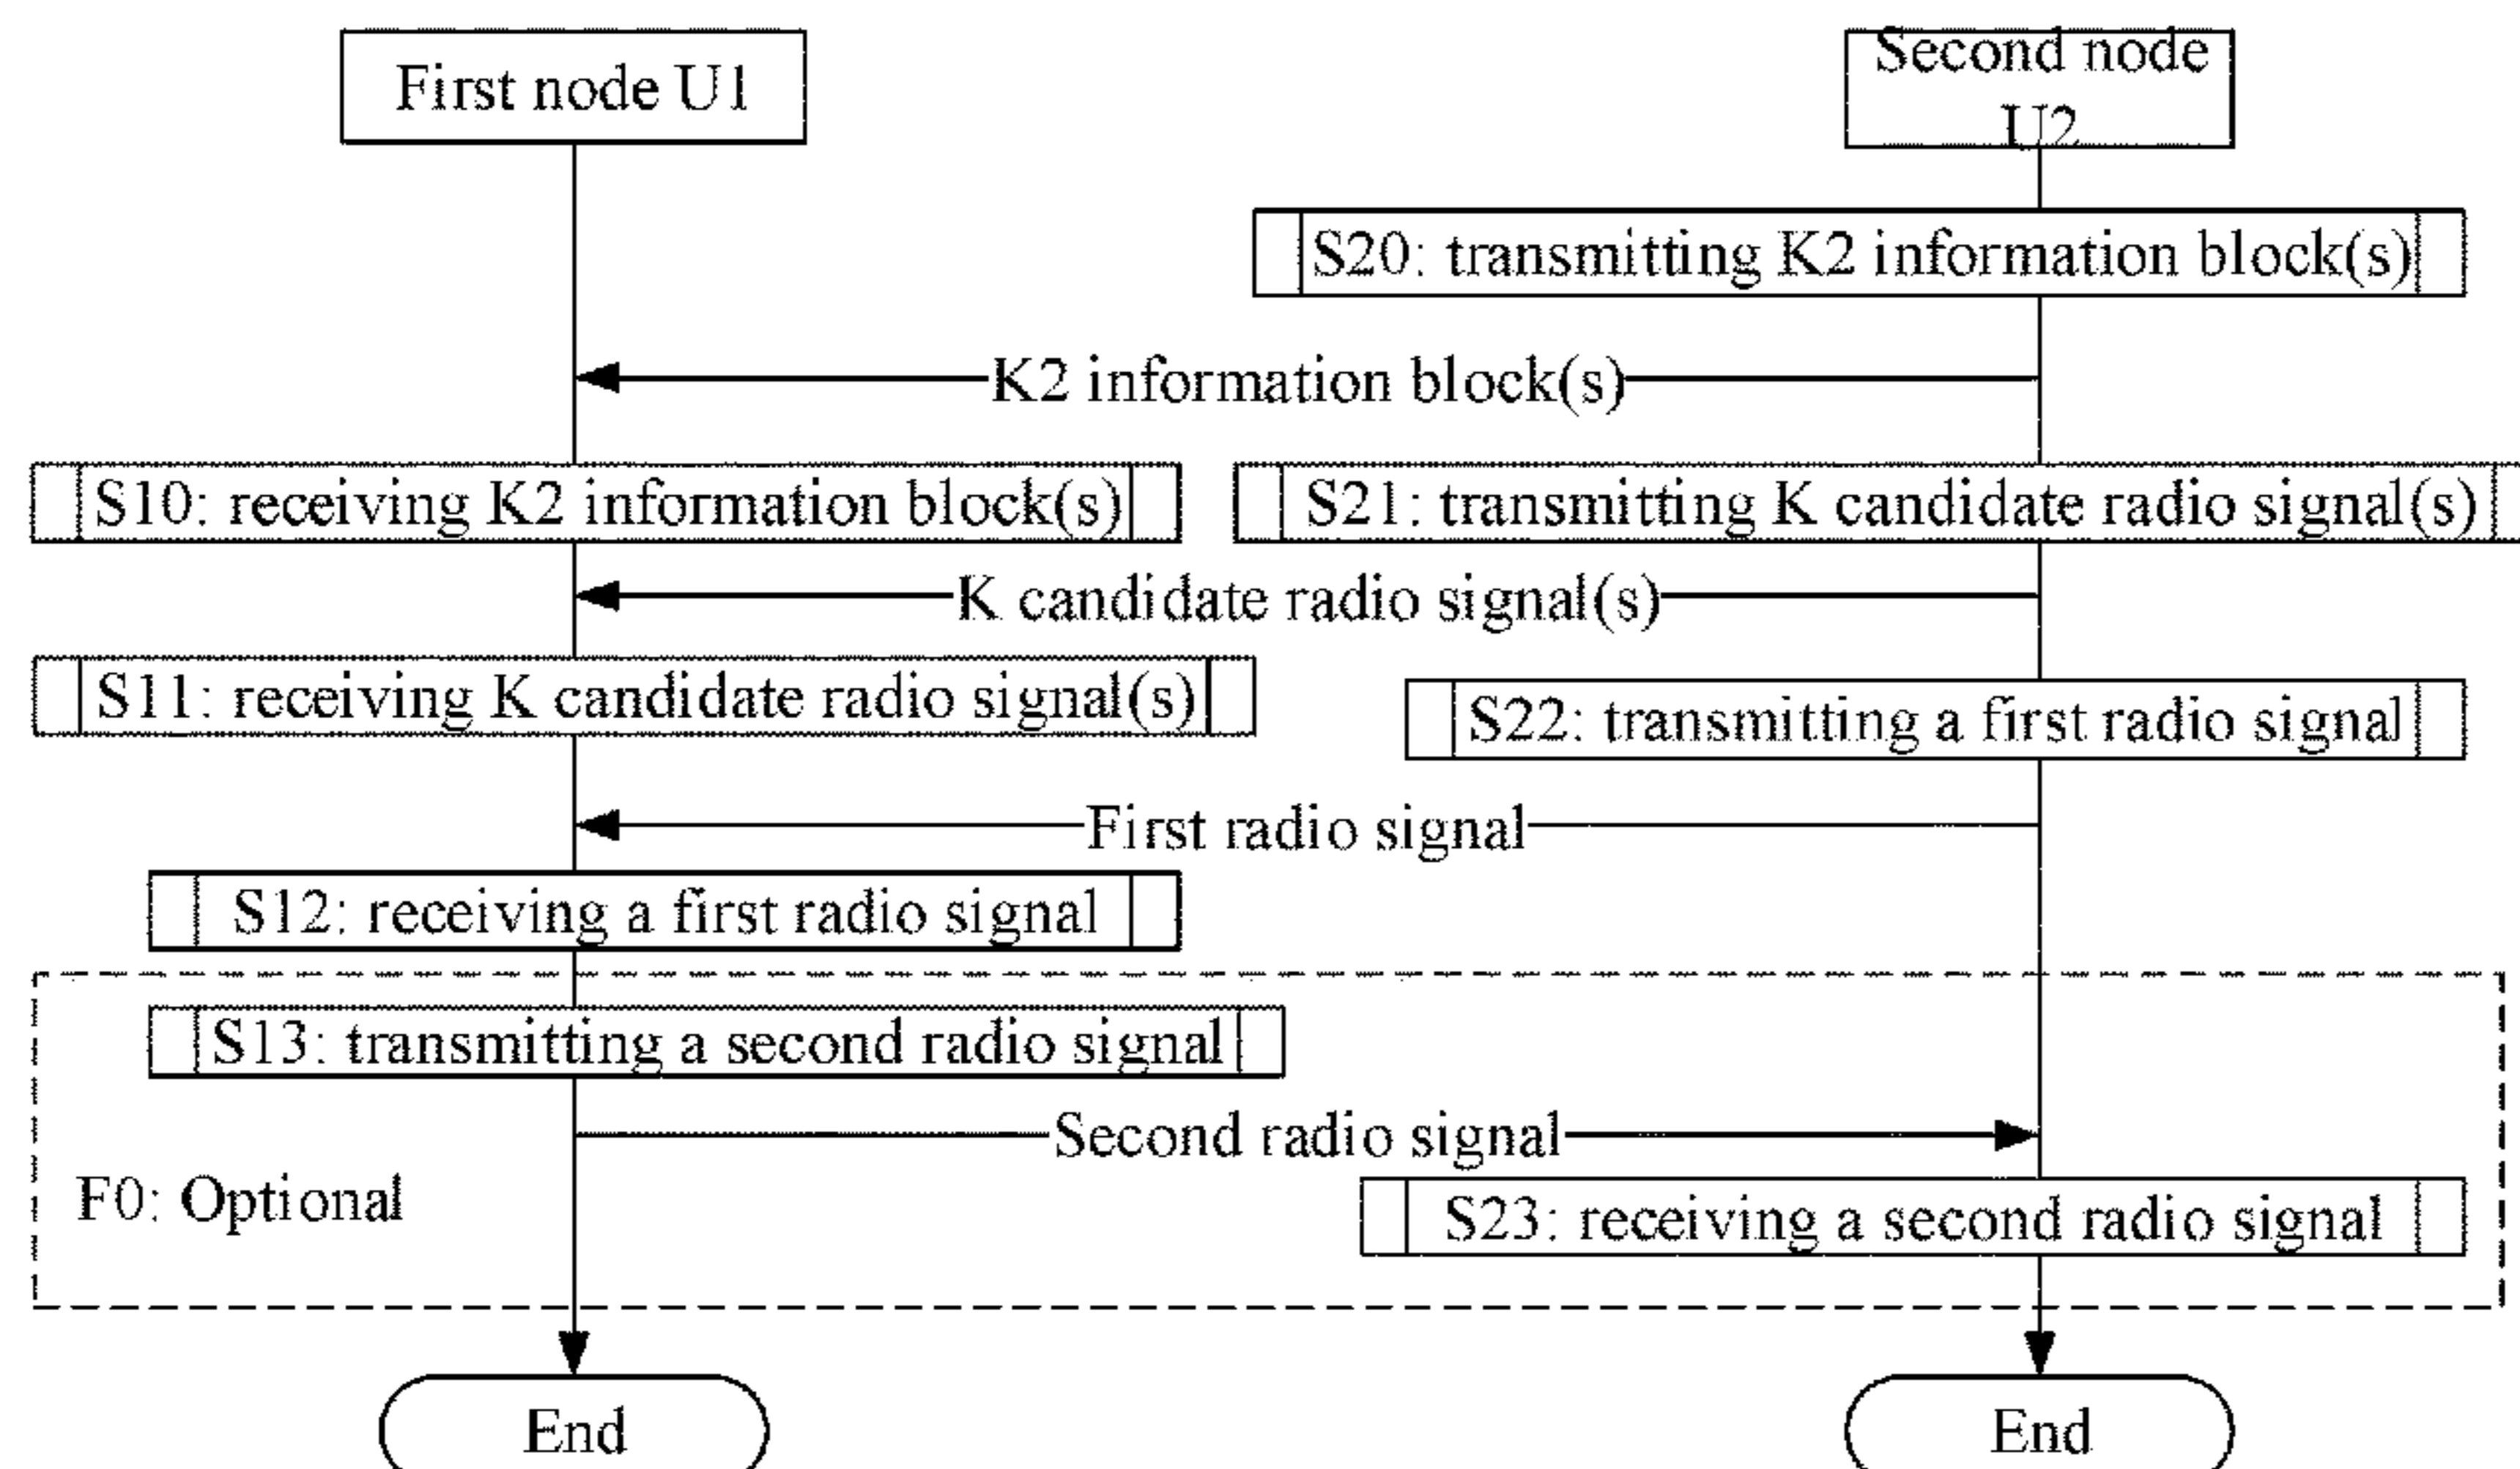 First node U1
Second node
U2
S20: transmitting K2 information block(s)
K2 information block(s)
S10: receiving K2 information block(s)
S21: transmitting K candidate radio signal(s)
K candidate radio signal(s)
S11: receiving K candidate radio signal(s)
S22: transmitting a first radio signal
First radio signal
S12: receiving a first radio signal
S13: transmitting a second radio signal
Second radio signal
F0: Optional
S23: receiving a second radio signal
End
End